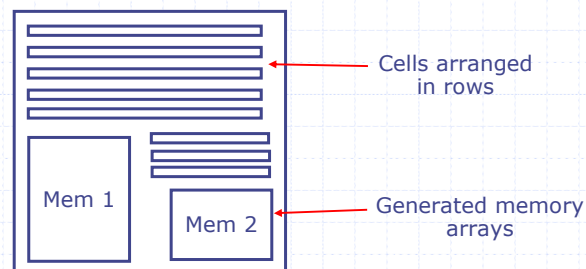 Cells arranged
in rows
Mem 1
Mem 2
Generated memory
arrays